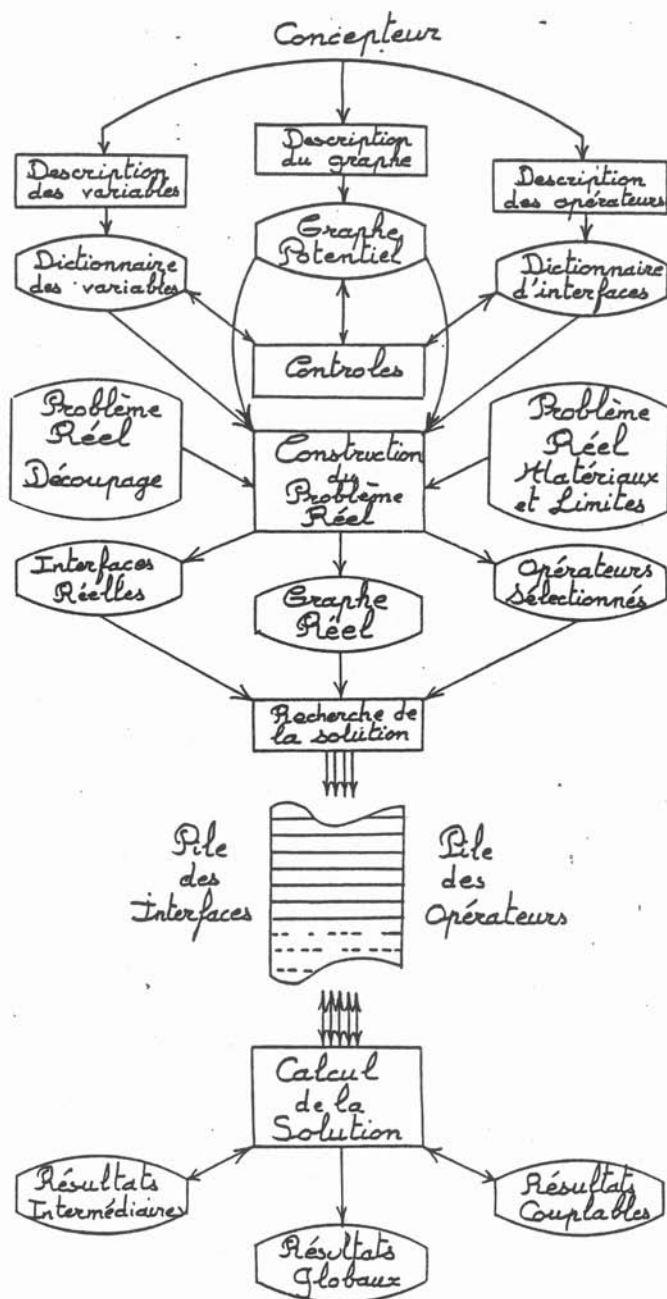 Concepteur
Description
des variables
Description
du graphe
Description
des opérateurs
Dictionnaire
des variables
Graphe
Potentiel
Dictionnaire
d'interfaces
Controles
Problème
Réel
Découpage
Construction
du
Problème
Réel
Problème
Réel
Matériaux
et Limites
Interfaces
Réelles
Graphe
Réel
Opérateurs
Sélectionnés
Recherche de
la solution
Pile
des
Interfaces
Pile
des
Opérateurs
Calcul
de la
Solution
Résultats
Intermédiaires
Résultats
Globaux
Résultats
Couplables